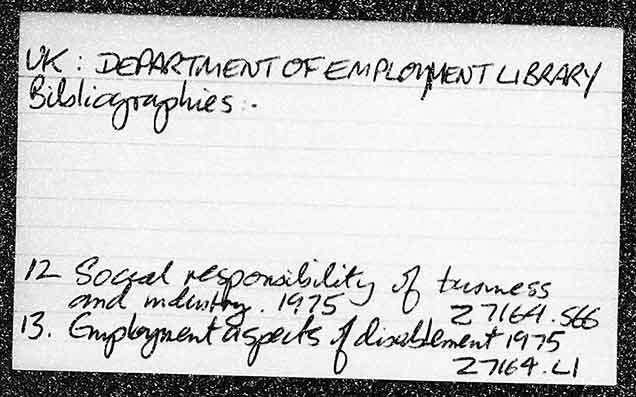 UK : DEPARTMENT OF EMPLOYMENT LIBRARY
Bibliographies.
12 Social responsibility of business
and industry. 1975 Z7164.S66
13. Employment aspects of disablement 1975
Z7164.L1